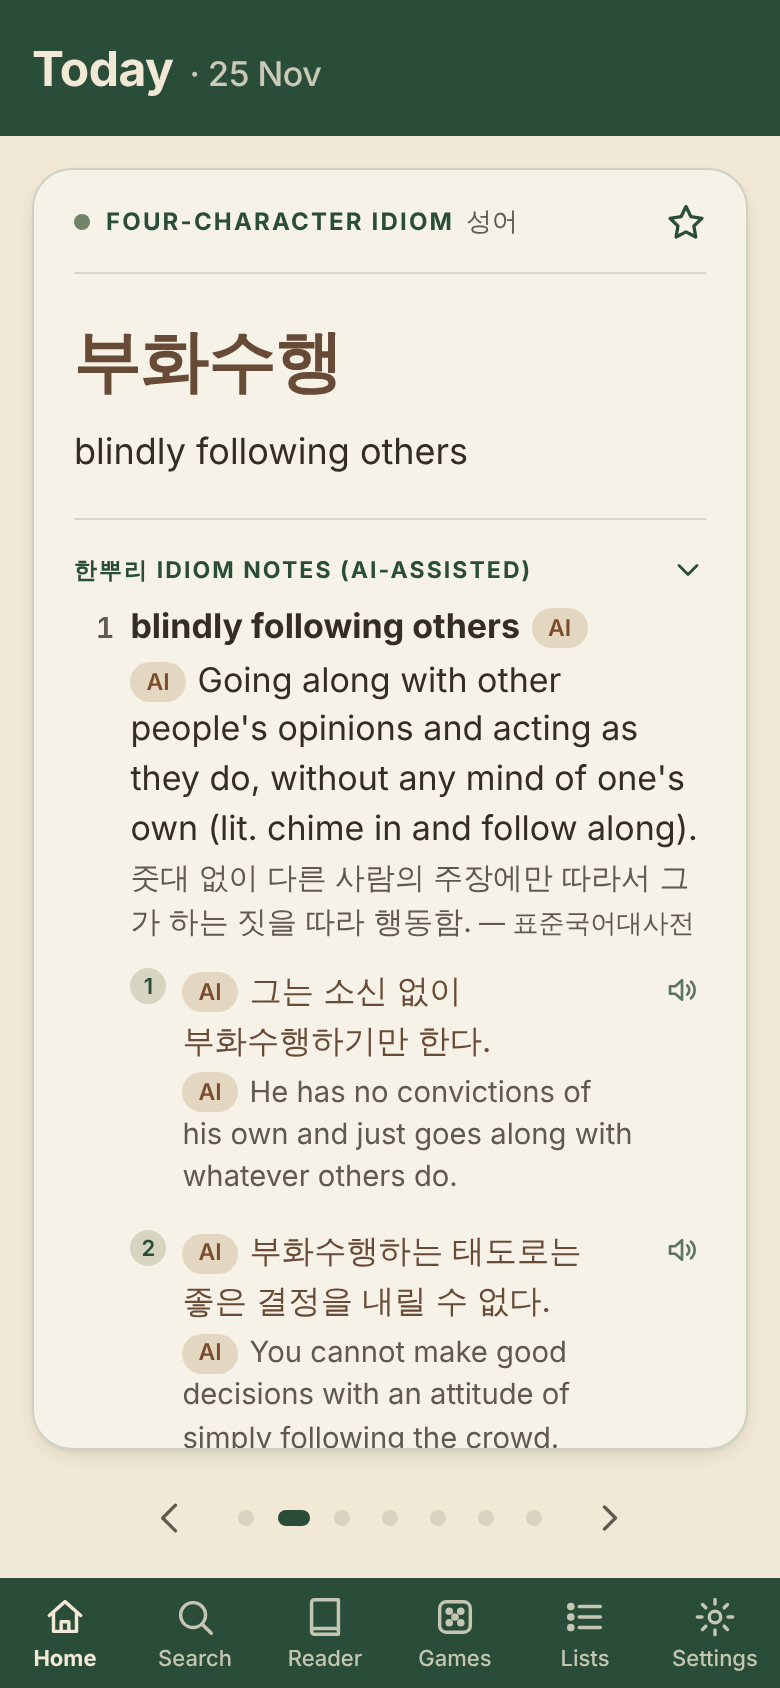 Today · 25 Nov
FOUR-CHARACTER IDIOM 성어
부화수행
blindly following others
한뿌리 IDIOM NOTES (AI-ASSISTED)
1 blindly following others AI
AI Going along with other
people's opinions and acting as
they do, without any mind of one's
own (lit. chime in and follow along).
줏대 없이 다른 사람의 주장에만 따라서 그
가 하는 짓을 따라 행동함. — 표준국어대사전
1 AI 그는 소신 없이
부화수행하기만 한다.
AI He has no convictions of
his own and just goes along with
whatever others do.
2 AI 부화수행하는 태도로는
좋은 결정을 내릴 수 없다.
AI You cannot make good
decisions with an attitude of
simply following the crowd.
Home Search Reader Games Lists Settings